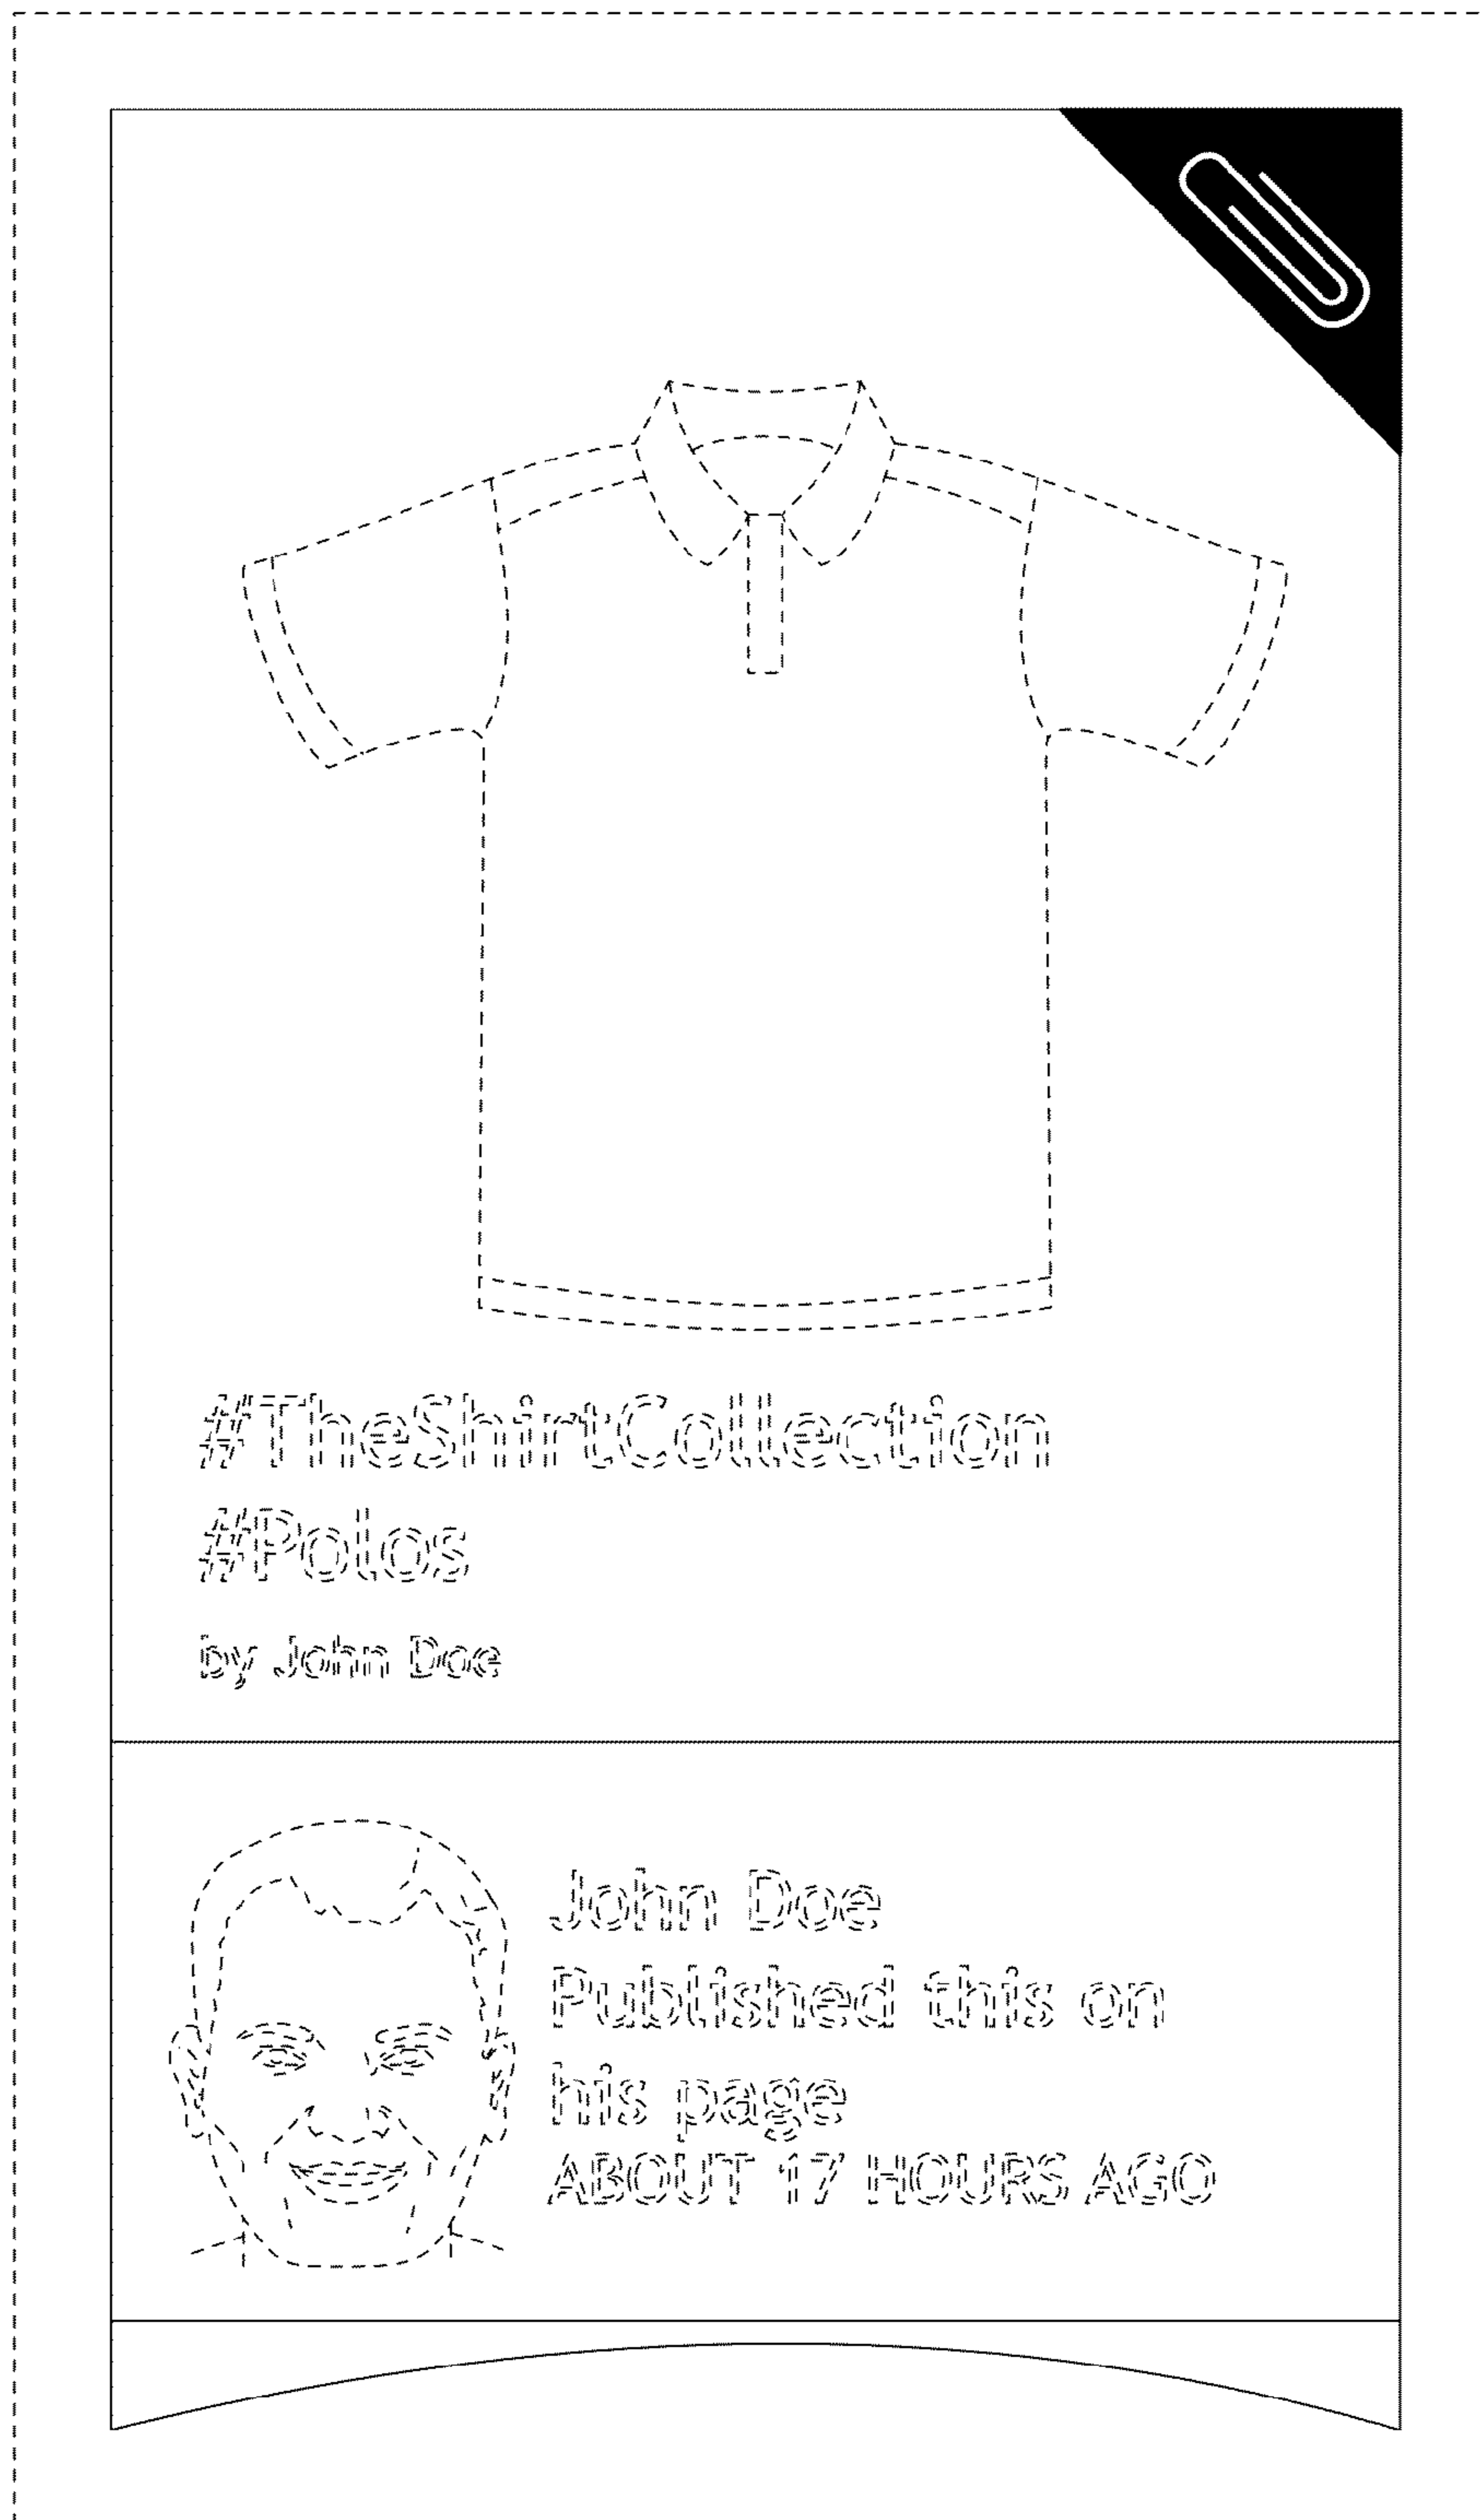 #TheShirtCollection
#Polos
by John Doe
John Doe
Published this on
his page
ABOUT 17 HOURS AGO